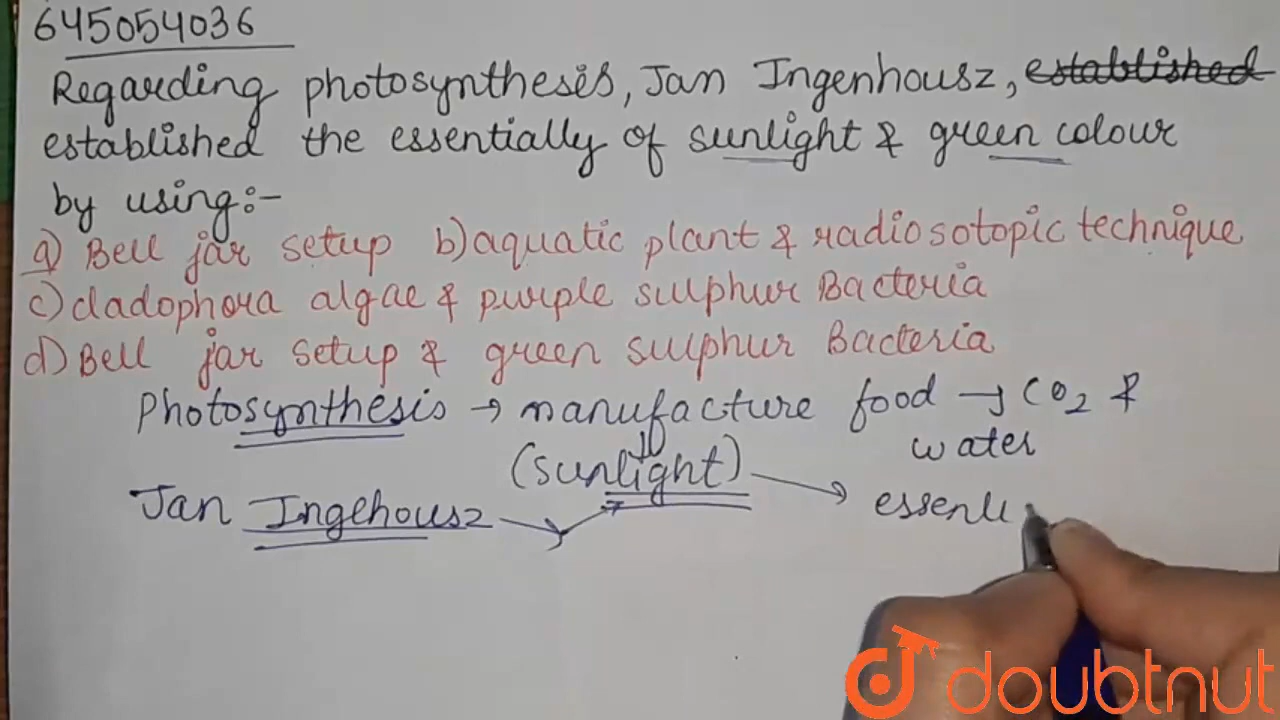 645054036
Regarding photosynthesis, Jan Ingenhousz, established
established the essentially of sunlight & green colour
by using:-
a) Bell jar setup b) aquatic plant & radiosotopic technique
c) cladophora algae & purple sulphur Bacteria
d) Bell jar setup & green sulphur Bacteria
Photosynthesis → manufacture food → CO2 &
water
(sunlight)
Jan Ingehousz
essenti
doubtnut